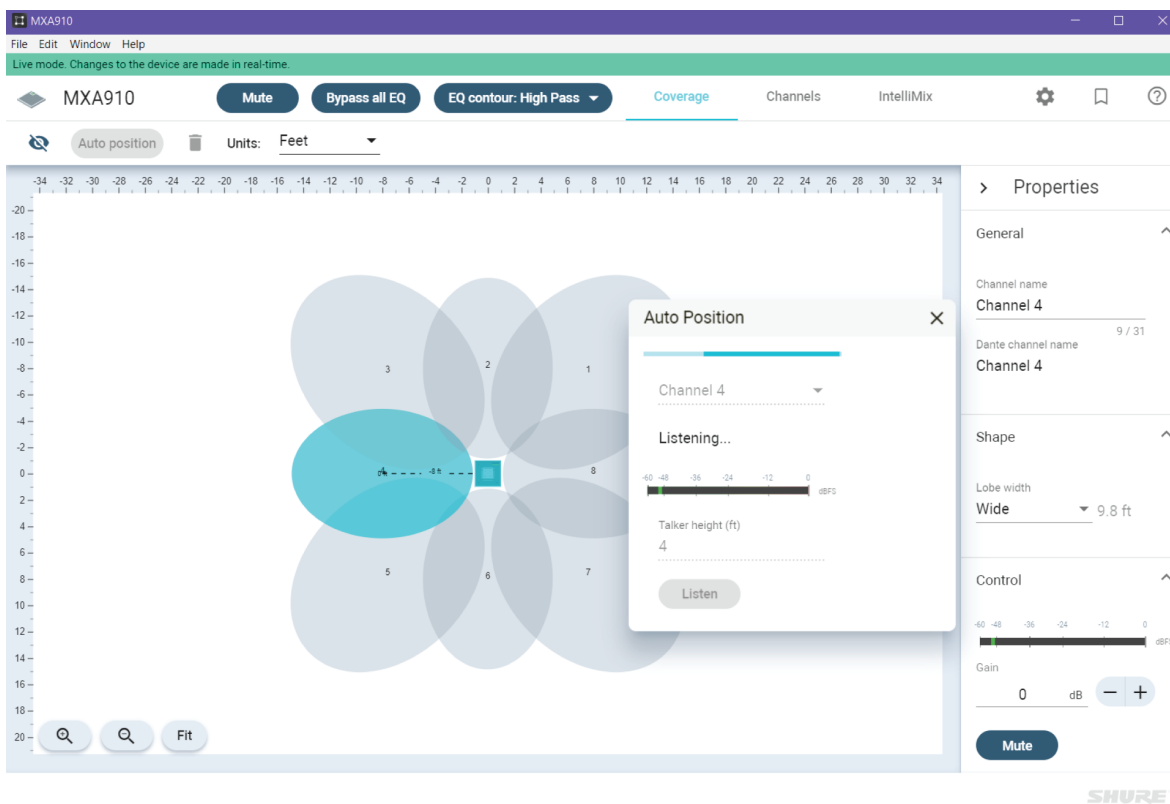 MXA910
File Edit Window Help
Live mode. Changes to the device are made in real-time.
MXA910 Mute Bypass all EQ EQ contour: High Pass Coverage Channels IntelliMix
Auto position Units: Feet
-34 -32 -30 -28 -26 -24 -22 -20 -18 -16 -14 -12 -10 -8 -6 -4 -2 0 2 4 6 8 10 12 14 16 18 20 22 24 26 28 30 32 34
-20
-18
-16
-14
-12
-10
-8
-6
-4
-2
0
2
4
6
8
10
12
14
16
18
20
3 2 1
4 -8 ft 8
5 6 7
Fit
Auto Position
Channel 4
Listening...
-60 -48 -36 -24 -12 0
dBFS
Talker height (ft)
4
Listen
Properties
General
Channel name
Channel 4
9 / 31
Dante channel name
Channel 4
Shape
Lobe width
Wide 9.8 ft
Control
-60 -48 -36 -24 -12 0
Gain
0 dB
Mute
SHURE